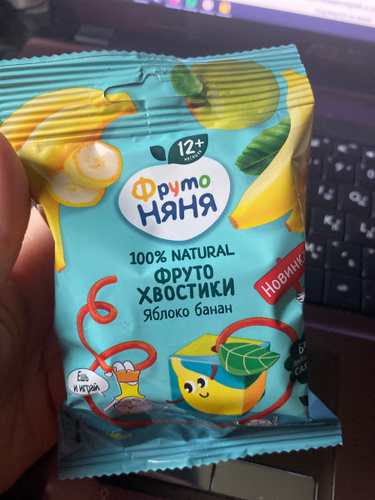 12+
МЕСЯЦЕВ
Фруто
НЯНЯ
100% NATURAL
ФРУТО
ХВОСТИКИ
Яблоко банан
Новинка
Ешь
и играй